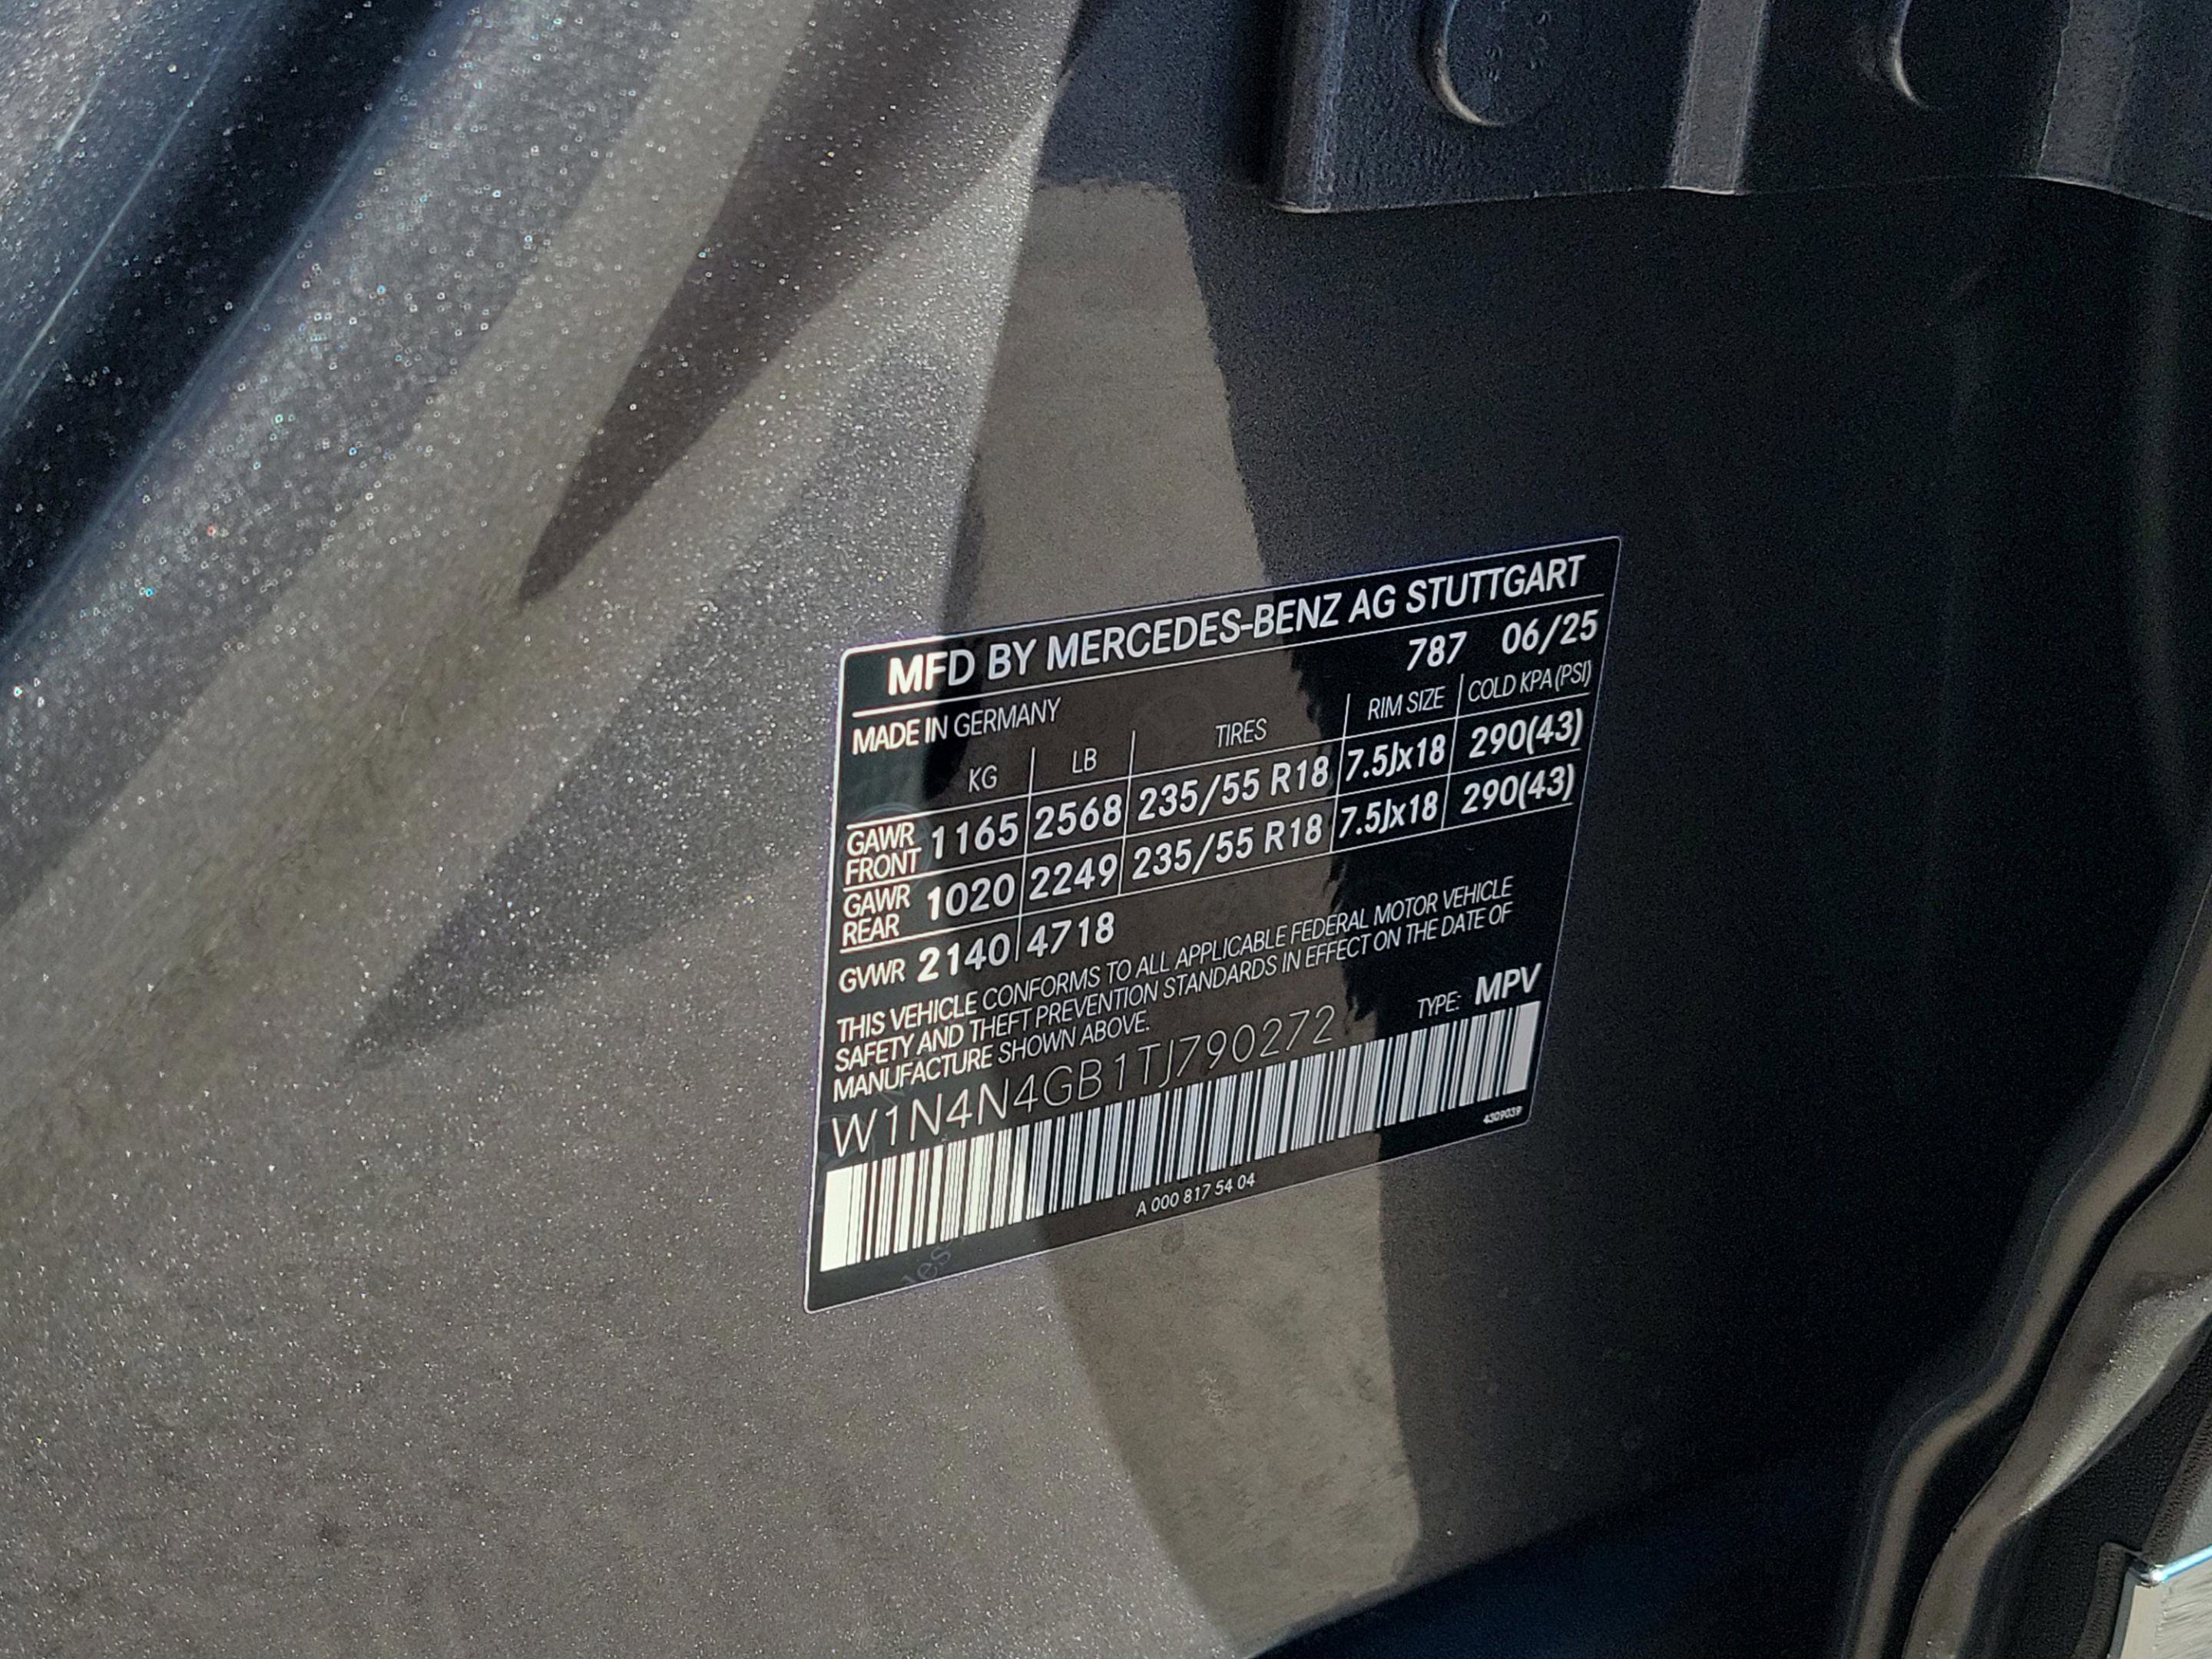 MFD BY MERCEDES-BENZ AG STUTTGART
MADE IN GERMANY 787 06/25
KG LB TIRES RIM SIZE COLD KPA (PSI)
GAWR FRONT 1165 2568 235/55 R18 7.5Jx18 290(43)
GAWR REAR 1020 2249 235/55 R18 7.5Jx18 290(43)
GVWR 2140 4718
THIS VEHICLE CONFORMS TO ALL APPLICABLE FEDERAL MOTOR VEHICLE
SAFETY AND THEFT PREVENTION STANDARDS IN EFFECT ON THE DATE OF
MANUFACTURE SHOWN ABOVE.
TYPE: MPV
W1N4N4GB1TJ790272
4309039
A 000 817 54 04